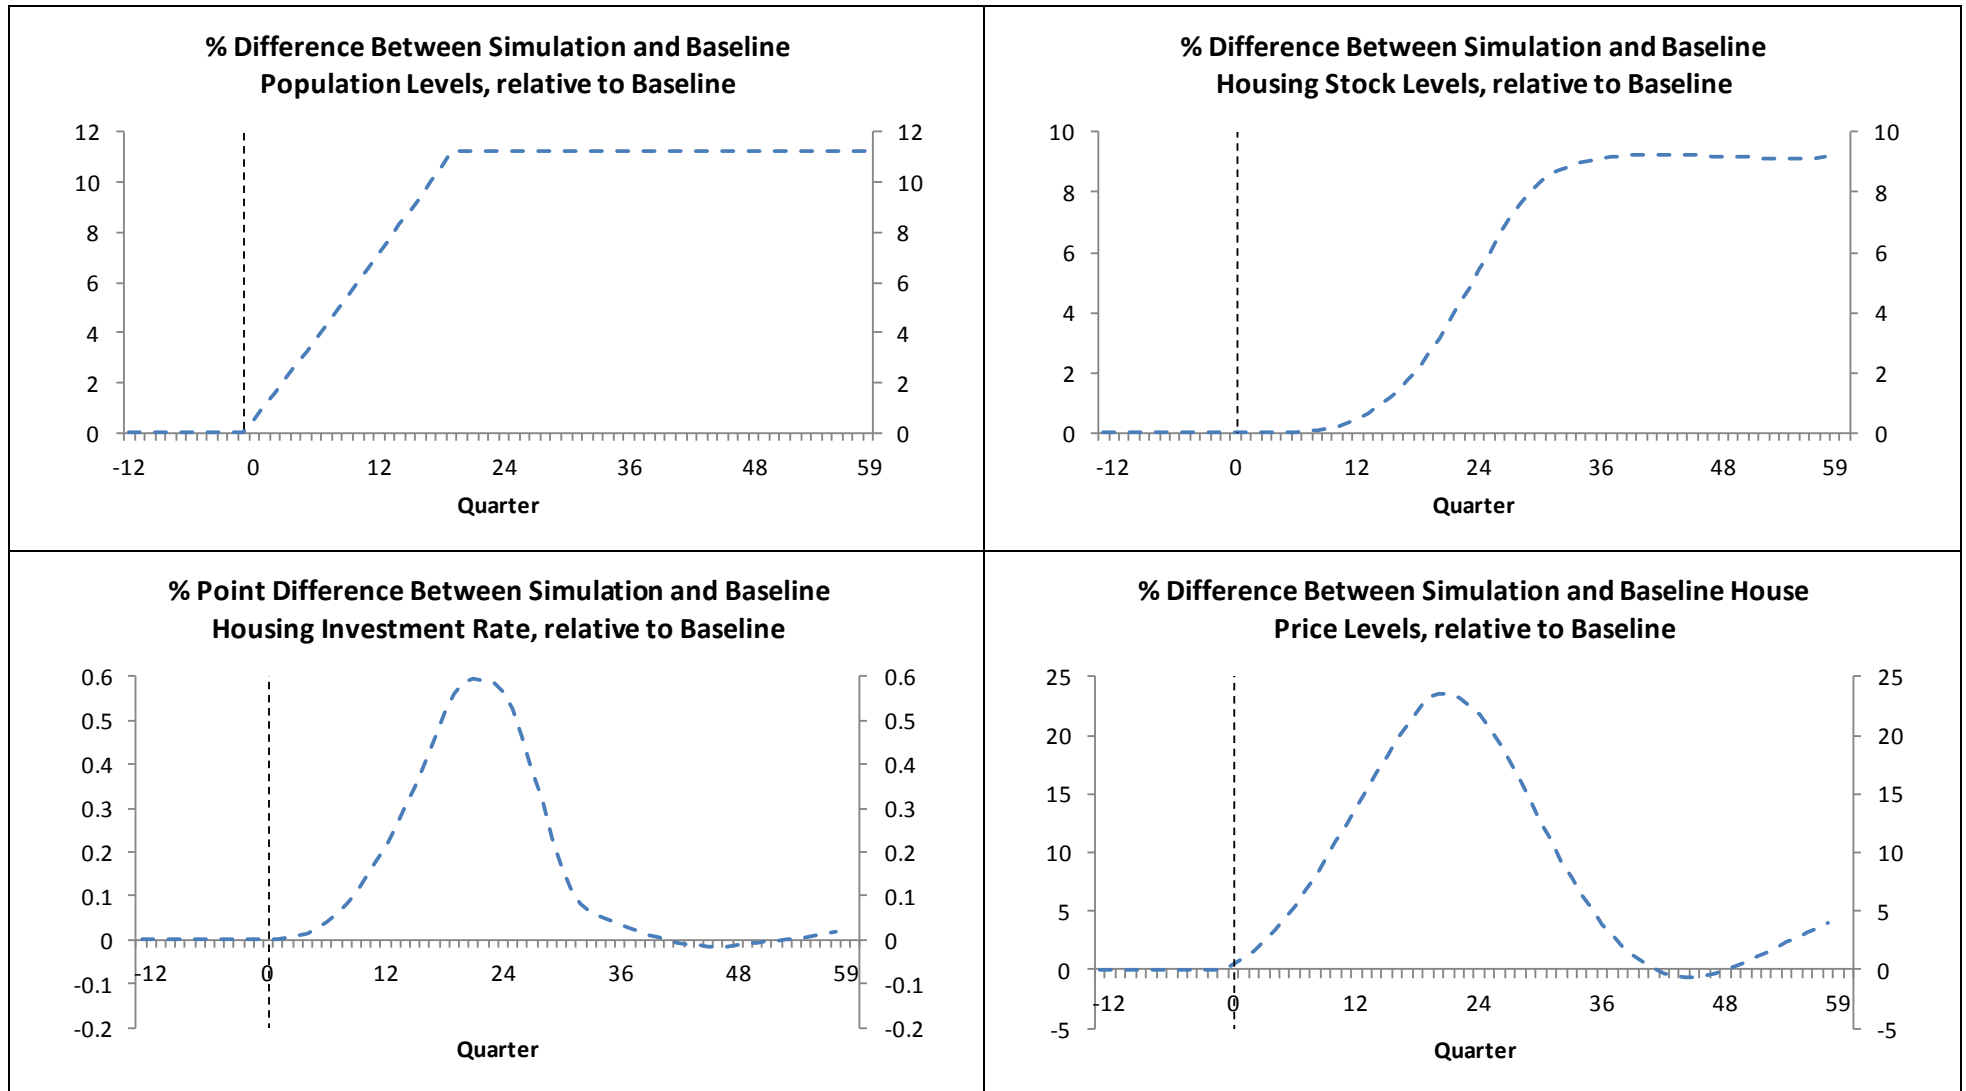 % Difference Between Simulation and Baseline
Population Levels, relative to Baseline
12 12
10 10
8 8
6 6
4 4
2 2
0 0
-12 0 12 24 36 48 59
Quarter
% Difference Between Simulation and Baseline
Housing Stock Levels, relative to Baseline
10 10
8 8
6 6
4 4
2 2
0 0
-12 0 12 24 36 48 59
Quarter
% Point Difference Between Simulation and Baseline
Housing Investment Rate, relative to Baseline
0.6 0.6
0.5 0.5
0.4 0.4
0.3 0.3
0.2 0.2
0.1 0.1
0 0
-12 0 12 24 36 48 59
-0.1 -0.1
-0.2 -0.2
Quarter
% Difference Between Simulation and Baseline House
Price Levels, relative to Baseline
25 25
20 20
15 15
10 10
5 5
0 0
-12 0 12 24 36 48 59
-5 -5
Quarter